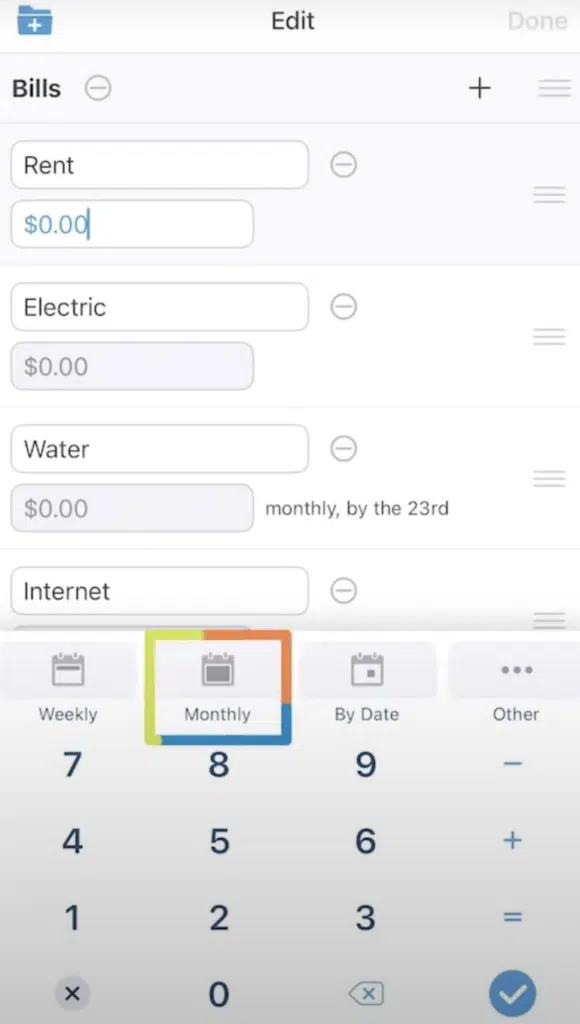 Edit
Done
Bills
Rent
$0.00
Electric
$0.00
Water
$0.00 monthly, by the 23rd
Internet
Weekly Monthly By Date Other
7 8 9 −
4 5 6 +
1 2 3 =
0